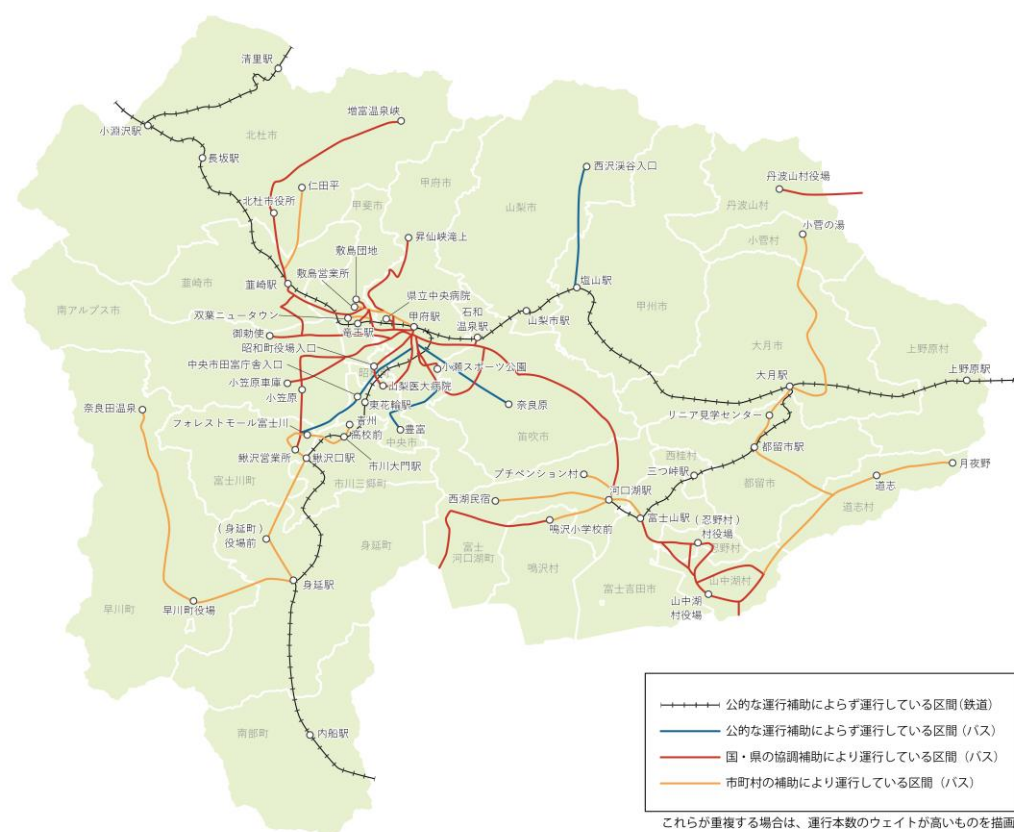 清里駅
小淵沢駅
長坂駅
北杜市
増富温泉峡
仁田平
北杜市役所
甲斐市
甲府市
昇仙峡滝上
山梨市
西沢渓谷入口
丹波山村役場
丹波山村
小菅の湯
小菅村
敷島団地
敷島営業所
県立中央病院
韮崎駅
韮崎市
南アルプス市
双葉ニュータウン
竜王駅
甲府駅
石和
温泉駅
山梨市駅
塩山駅
甲州市
大月市
上野原村
御勅使
昭和町役場入口
中央市田富庁舎入口
小笠原車庫
小笠原
山梨医大病院
小瀬スポーツ公園
奈良原
大月駅
上野原駅
リニア見学センター
奈良田温泉
フォレストモール富士川
東花輪駅
青州
高校前
豊富
中央市
笛吹市
西桂村
都留市駅
鰍沢営業所
鰍沢口駅
市川大門駅
市川三郷町
富士川町
プチペンション村
三つ峠駅
都留市
道志
月夜野
道志村
西湖民宿
河口湖駅
富士山駅
(忍野村)
村役場
忍野村
(身延町)
役場前
身延町
鳴沢小学校前
富士
河口湖町
鳴沢村
富士吉田市
山中湖村
山中湖
村役場
身延駅
早川町
早川町役場
南部町
内船駅
公的な運行補助によらず運行している区間(鉄道)
公的な運行補助によらず運行している区間(バス)
国・県の協調補助により運行している区間(バス)
市町村の補助により運行している区間(バス)
これらが重複する場合は、運行本数のウェイトが高いものを描画